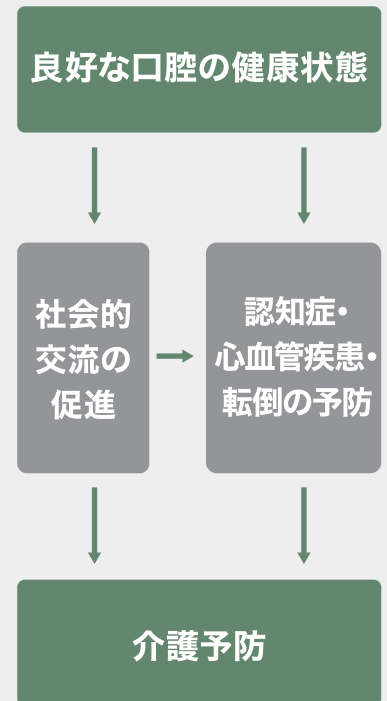 良好な口腔の健康状態
社会的
交流の
促進
認知症・
心血管疾患・
転倒の予防
介護予防